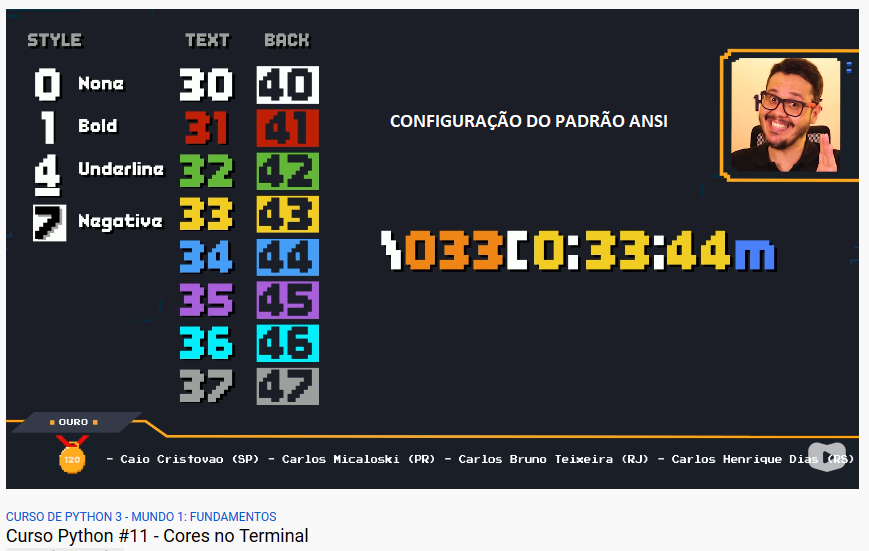 STYLE TEXT BACK
0 None 30 40
1 Bold 31 41
4 Underline 32 42
7 Negative 33 43
34 44
35 45
36 46
37 47
CONFIGURAÇÃO DO PADRÃO ANSI
\033[0:33:44m
OURO
120
- Caio Cristovao (SP) - Carlos Micaloski (PR) - Carlos Bruno Teixeira (RJ) - Carlos Henrique Dias (RS)
CURSO DE PYTHON 3 - MUNDO 1: FUNDAMENTOS
Curso Python #11 - Cores no Terminal